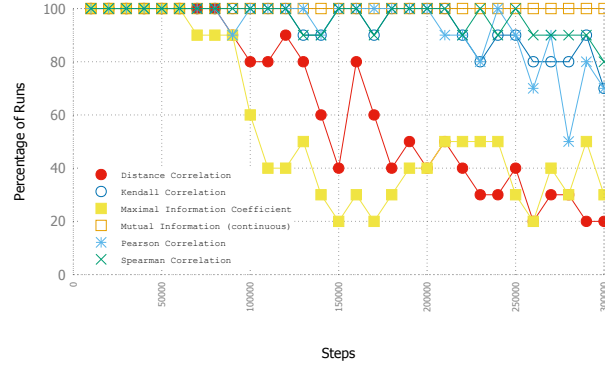 Percentage of Runs
100
80
60
40
20
0
Distance Correlation
Kendall Correlation
Maximal Information Coefficient
Mutual Information (continuous)
Pearson Correlation
Spearman Correlation
0
50000
100000
150000
200000
250000
300000
Steps